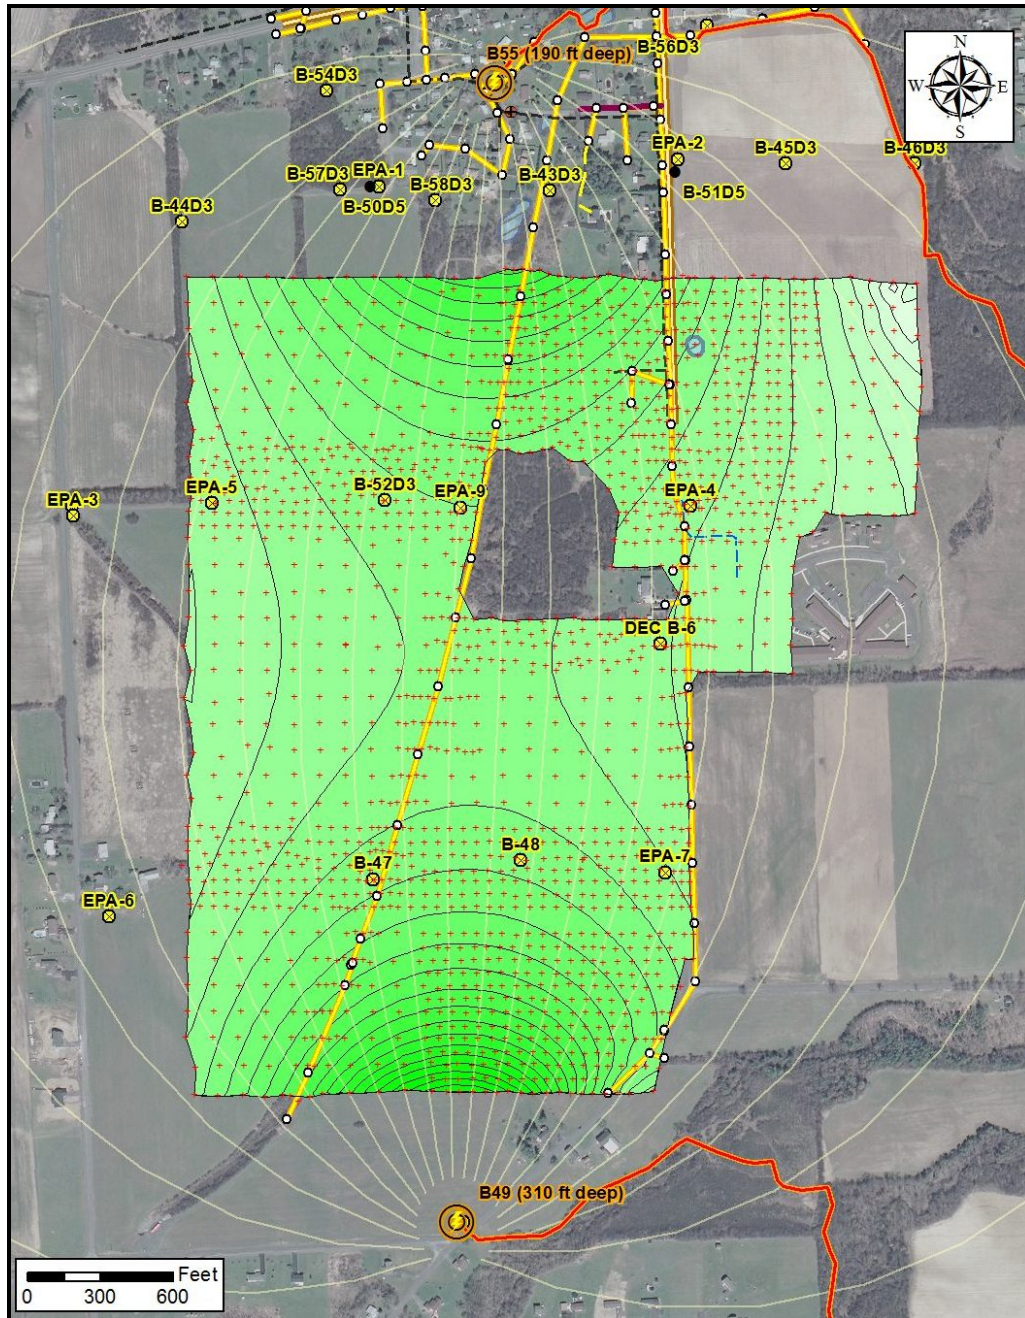 B55 (190 ft deep)
B-56D3
N
W E
S
B-54D3
EPA-2
B-45D3
B-46D3
B-57D3
EPA-1
B-58D3
B-43D3
B-51D5
B-44D3
B-50D5
EPA-5
B-52D3
EPA-9
EPA-4
EPA-3
DEC B-6
B-47
B-48
EPA-7
EPA-6
B49 (310 ft deep)
Feet
0 300 600